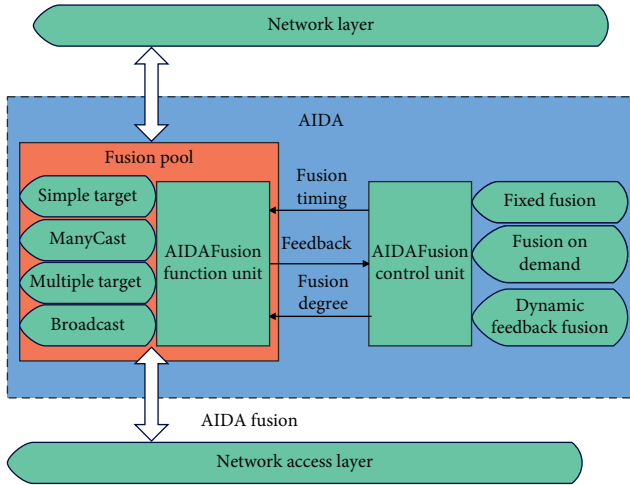 Network layer
AIDA
Fusion pool
Simple target
ManyCast
Multiple target
Broadcast
AIDAFusion
function unit
Fusion
timing
Feedback
Fusion
degree
AIDAFusion
control unit
Fixed fusion
Fusion on
demand
Dynamic
feedback fusion
AIDA fusion
Network access layer